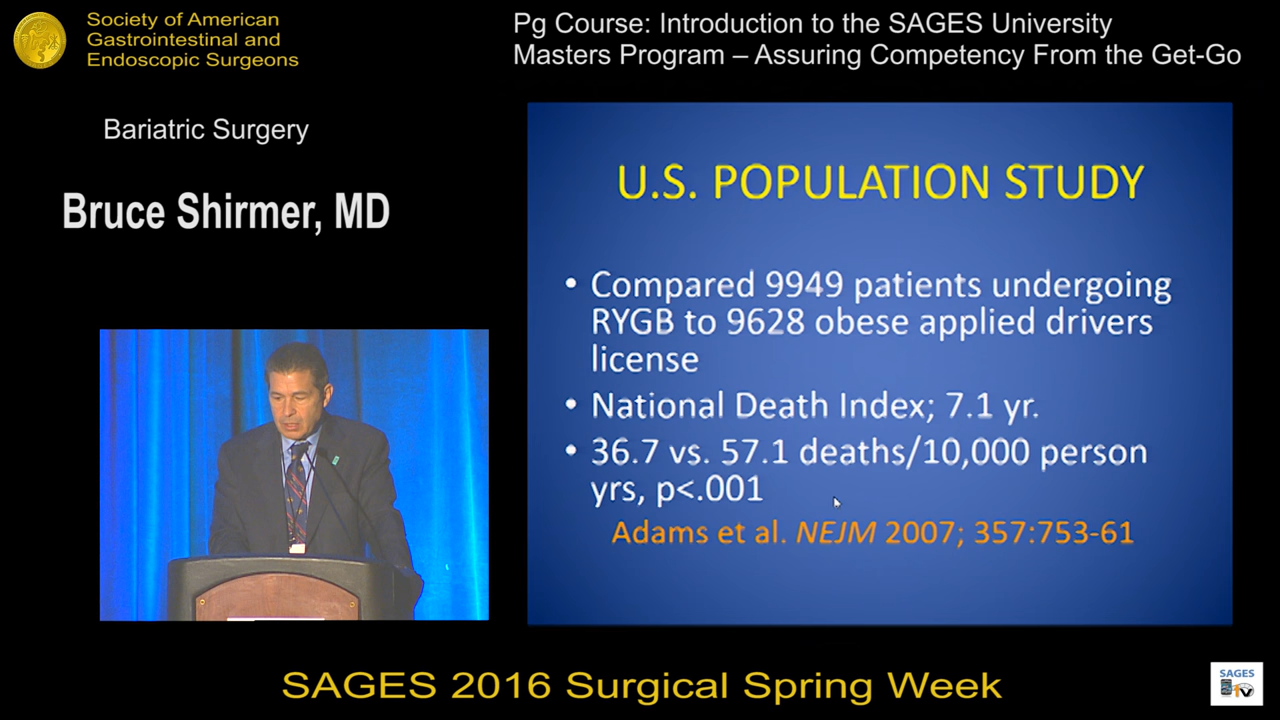 Society of American
Gastrointestinal and
Endoscopic Surgeons
Pg Course: Introduction to the SAGES University
Masters Program – Assuring Competency From the Get-Go
Bariatric Surgery
Bruce Shirmer, MD
U.S. POPULATION STUDY
• Compared 9949 patients undergoing
RYGB to 9628 obese applied drivers
license
• National Death Index; 7.1 yr.
• 36.7 vs. 57.1 deaths/10,000 person
yrs, p<.001
Adams et al. NEJM 2007; 357:753-61
SAGES 2016 Surgical Spring Week
SAGES
TV